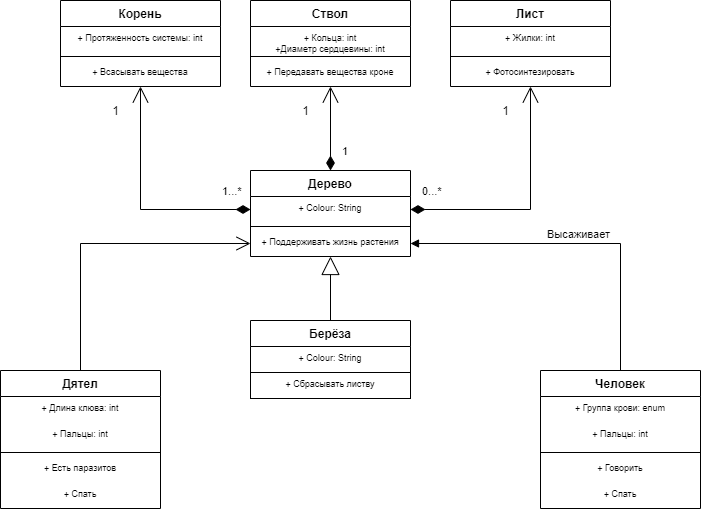 Корень
+ Протяженность системы: int
+ Всасывать вещества
Ствол
+ Кольца: int
+Диаметр сердцевины: int
+ Передавать вещества кроне
Лист
+ Жилки: int
+ Фотосинтезировать
1
1
1
1
1...*
0...*
Дерево
+ Colour: String
+ Поддерживать жизнь растения
Высаживает
Берёза
+ Colour: String
+ Сбрасывать листву
Дятел
+ Длина клюва: int
+ Пальцы: int
+ Есть паразитов
+ Спать
Человек
+ Группа крови: enum
+ Пальцы: int
+ Говорить
+ Спать